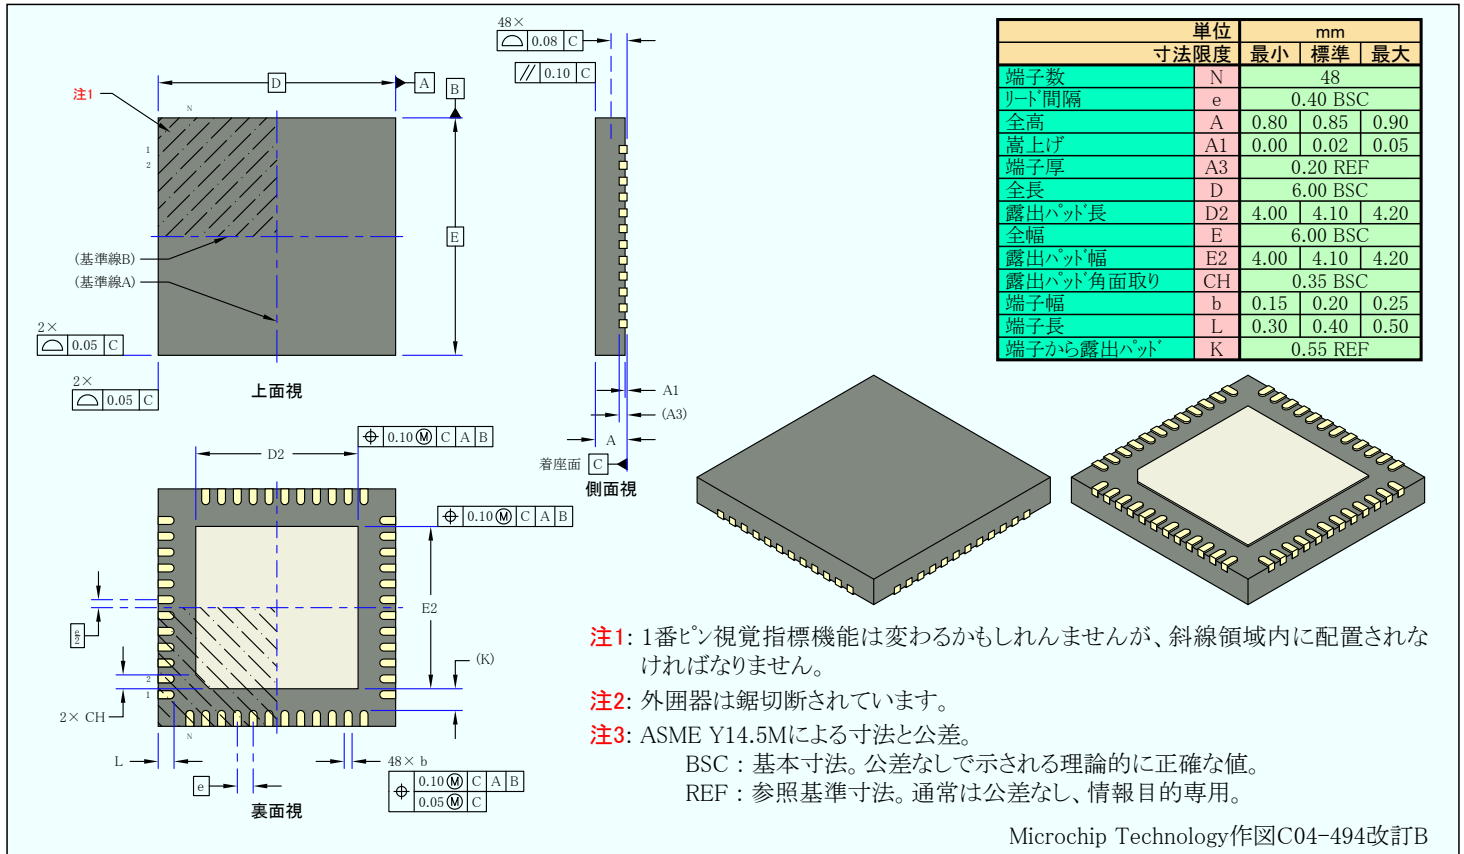 48×
0.08 C
// 0.10 C
D
A
B
注1
N
1
2
E
(基準線B)
(基準線A)
2×
0.05 C
2×
0.05 C
上面視
A1
(A3)
A
着座面 C
側面視
単位 mm
寸法限度 最小 標準 最大
端子数 N 48
リード間隔 e 0.40 BSC
全高 A 0.80 0.85 0.90
嵩上げ A1 0.00 0.02 0.05
端子厚 A3 0.20 REF
全長 D 6.00 BSC
露出パッド長 D2 4.00 4.10 4.20
全幅 E 6.00 BSC
露出パッド幅 E2 4.00 4.10 4.20
露出パッド角面取り CH 0.35 BSC
端子幅 b 0.15 0.20 0.25
端子長 L 0.30 0.40 0.50
端子から露出パッド K 0.55 REF
0.10 Ⓜ C A B
D2
0.10 Ⓜ C A B
E2
e
2
(K)
2
1
2× CH
N
L
e
48× b
0.10 Ⓜ C A B
0.05 Ⓜ C
裏面視
注1: 1番ピン視覚指標機能は変わるかもしれんませんが、斜線領域内に配置されな
ければなりません。
注2: 外囲器は鋸切断されています。
注3: ASME Y14.5Mによる寸法と公差。
BSC : 基本寸法。公差なしで示される理論的に正確な値。
REF : 参照基準寸法。通常は公差なし、情報目的専用。
Microchip Technology作図C04-494改訂B